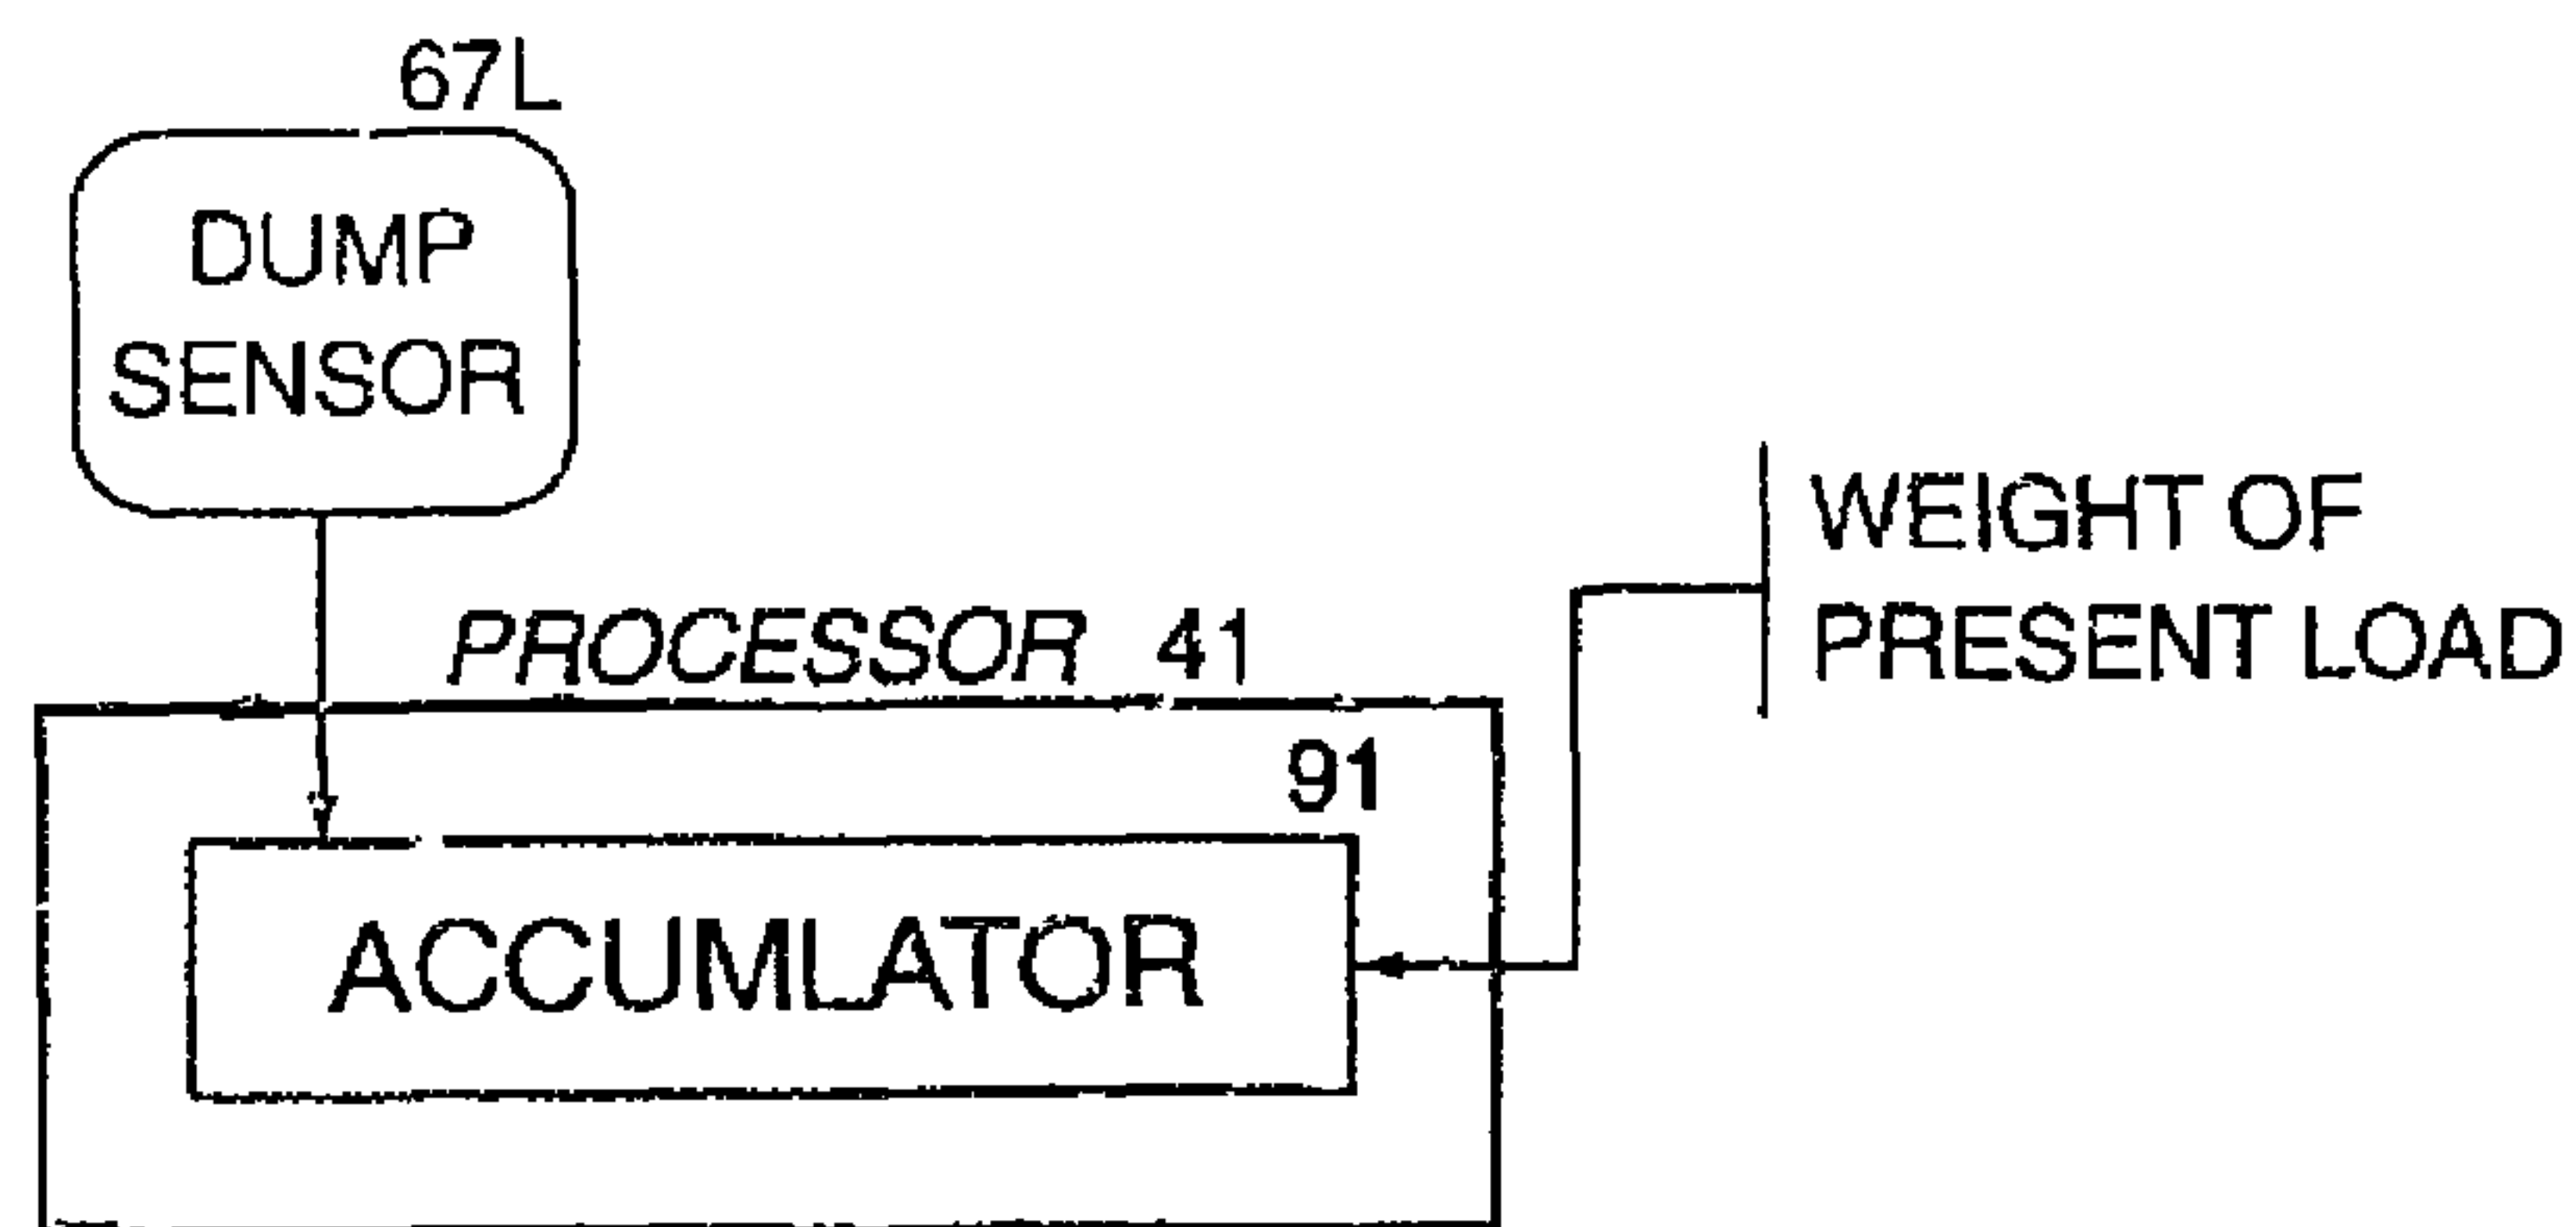 67L
DUMP
SENSOR
WEIGHT OF
PRESENT LOAD
PROCESSOR 41
91
ACCUMLATOR